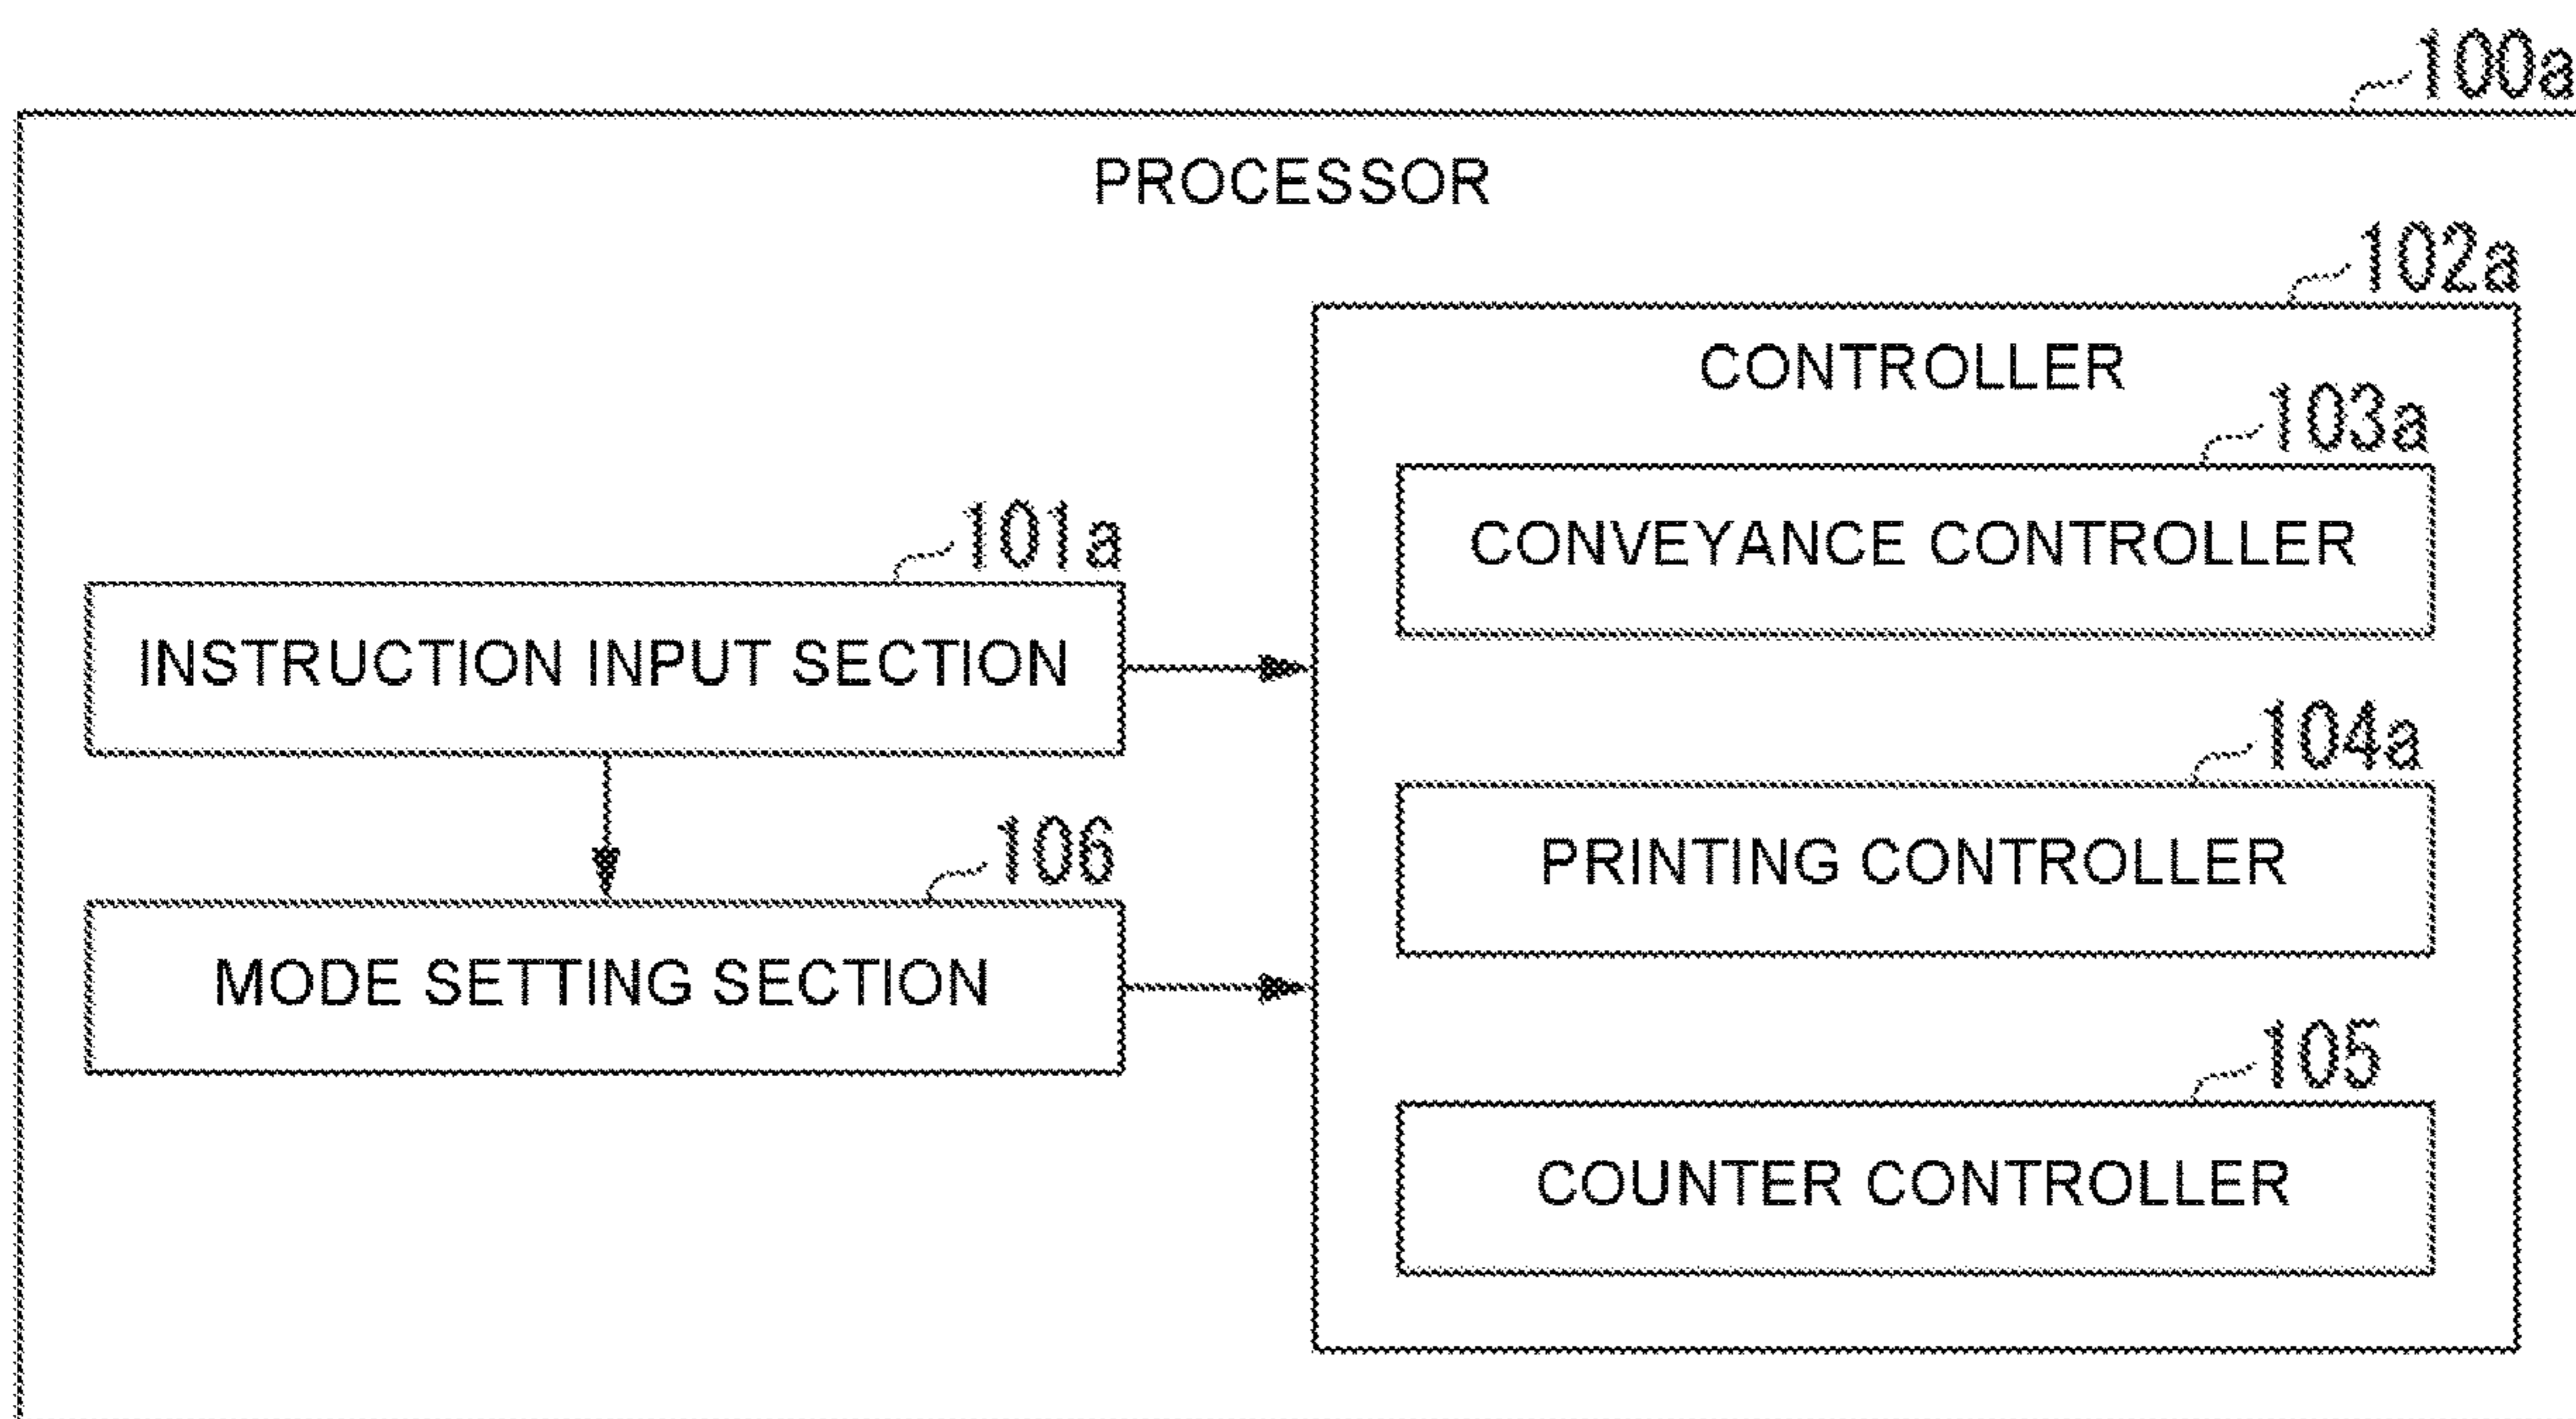 100a
PROCESSOR
102a
CONTROLLER
103a
CONVEYANCE CONTROLLER
101a
INSTRUCTION INPUT SECTION
104a
PRINTING CONTROLLER
106
MODE SETTING SECTION
105
COUNTER CONTROLLER